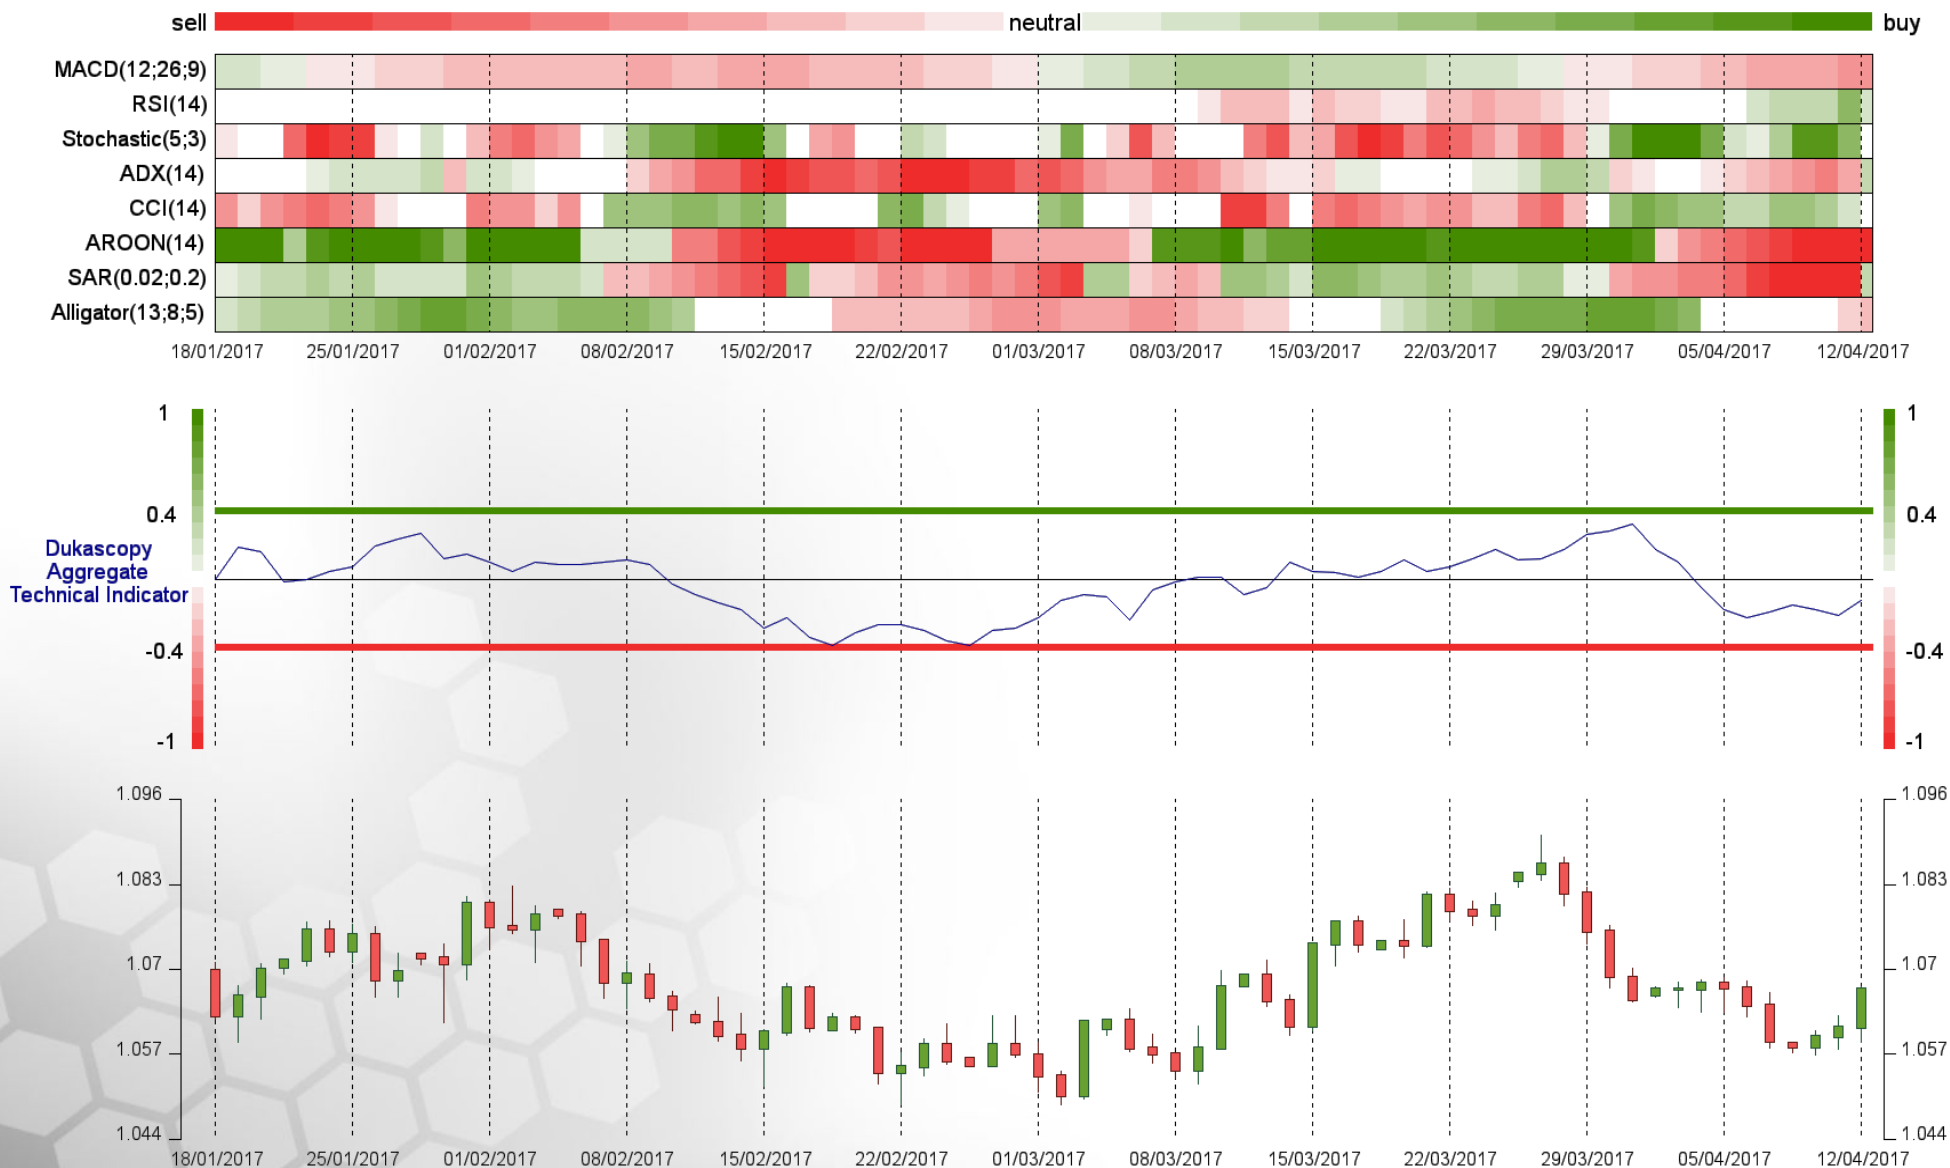 sell neutral buy
MACD(12;26;9)
RSI(14)
Stochastic(5;3)
ADX(14)
CCI(14)
AROON(14)
SAR(0.02;0.2)
Alligator(13;8;5)
18/01/2017 25/01/2017 01/02/2017 08/02/2017 15/02/2017 22/02/2017 01/03/2017 08/03/2017 15/03/2017 22/03/2017 29/03/2017 05/04/2017 12/04/2017
1 1
0.4 0.4
Dukascopy
Aggregate
Technical Indicator
-0.4 -0.4
-1 -1
1.096 1.096
1.083 1.083
1.07 1.07
1.057 1.057
1.044 1.044
18/01/2017 25/01/2017 01/02/2017 08/02/2017 15/02/2017 22/02/2017 01/03/2017 08/03/2017 15/03/2017 22/03/2017 29/03/2017 05/04/2017 12/04/2017